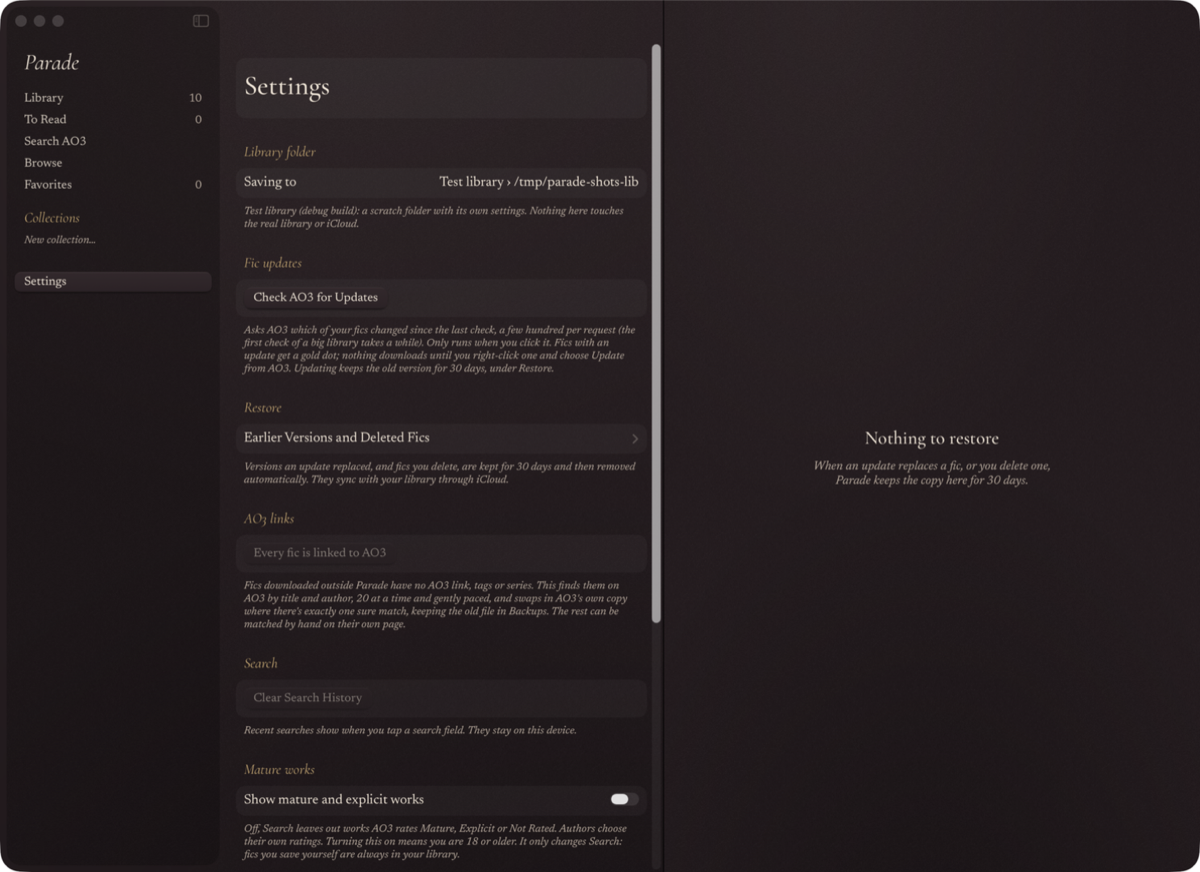 Parade
Library 10
To Read 0
Search AO3
Browse
Favorites 0
Collections
New collection...
Settings
Settings
Library folder
Saving to Test library › /tmp/parade-shots-lib
Test library (debug build): a scratch folder with its own settings. Nothing here touches
the real library or iCloud.
Fic updates
Check AO3 for Updates
Asks AO3 which of your fics changed since the last check, a few hundred per request (the
first check of a big library takes a while). Only runs when you click it. Fics with an
update get a gold dot; nothing downloads until you right-click one and choose Update
from AO3. Updating keeps the old version for 30 days, under Restore.
Restore
Earlier Versions and Deleted Fics
Versions an update replaced, and fics you delete, are kept for 30 days and then removed
automatically. They sync with your library through iCloud.
AO3 links
Every fic is linked to AO3
Fics downloaded outside Parade have no AO3 link, tags or series. This finds them on
AO3 by title and author, 20 at a time and gently paced, and swaps in AO3's own copy
where there's exactly one sure match, keeping the old file in Backups. The rest can be
matched by hand on their own page.
Search
Clear Search History
Recent searches show when you tap a search field. They stay on this device.
Mature works
Show mature and explicit works
Off, Search leaves out works AO3 rates Mature, Explicit or Not Rated. Authors choose
their own ratings. Turning this on means you are 18 or older. It only changes Search:
fics you save yourself are always in your library.
Nothing to restore
When an update replaces a fic, or you delete one,
Parade keeps the copy here for 30 days.